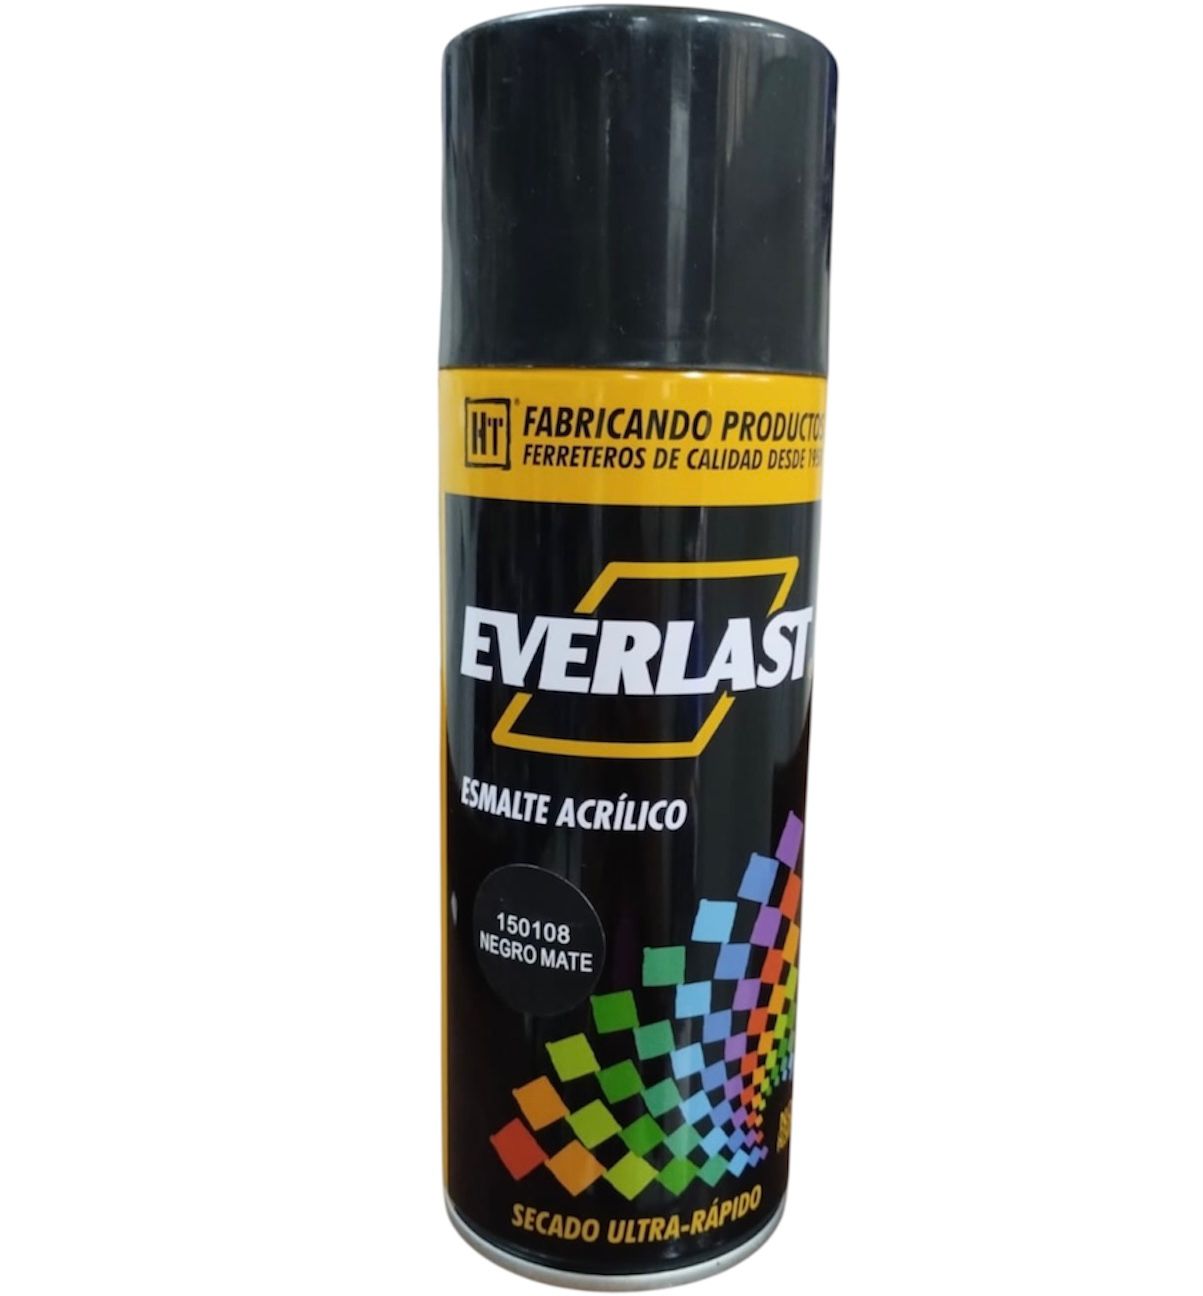 HT®
FABRICANDO PRODUCTOS
FERRETEROS DE CALIDAD DESDE
EVERLAST
ESMALTE ACRÍLICO
150108
NEGRO MATE
SECADO ULTRA-RÁPIDO